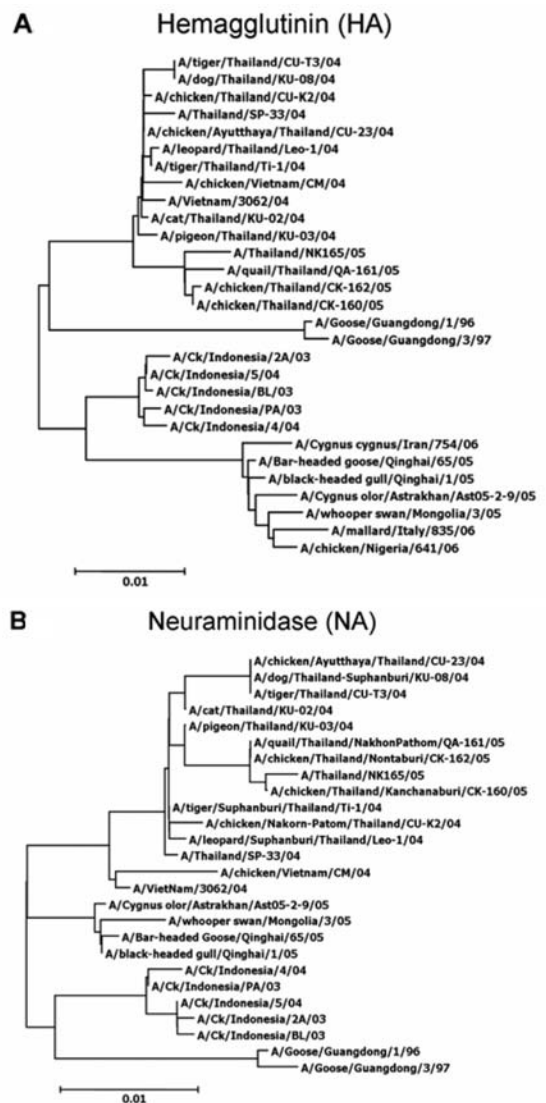 A
Hemagglutinin (HA)
A/tiger/Thailand/CU-T3/04
A/dog/Thailand/KU-08/04
A/chicken/Thailand/CU-K2/04
A/Thailand/SP-33/04
A/chicken/Ayutthaya/Thailand/CU-23/04
A/leopard/Thailand/Leo-1/04
A/tiger/Thailand/Ti-1/04
A/chicken/Vietnam/CM/04
A/Vietnam/3062/04
A/cat/Thailand/KU-02/04
A/pigeon/Thailand/KU-03/04
A/Thailand/NK165/05
A/quail/Thailand/QA-161/05
A/chicken/Thailand/CK-162/05
A/chicken/Thailand/CK-160/05
A/Goose/Guangdong/1/96
A/Goose/Guangdong/3/97
A/Ck/Indonesia/2A/03
A/Ck/Indonesia/5/04
A/Ck/Indonesia/BL/03
A/Ck/Indonesia/PA/03
A/Ck/Indonesia/4/04
A/Cygnus cygnus/Iran/754/06
A/Bar-headed goose/Qinghai/65/05
A/black-headed gull/Qinghai/1/05
A/Cygnus olor/Astrakhan/Ast05-2-9/05
A/whooper swan/Mongolia/3/05
A/mallard/Italy/835/06
A/chicken/Nigeria/641/06
0.01
B
Neuraminidase (NA)
A/chicken/Ayutthaya/Thailand/CU-23/04
A/dog/Thailand-Suphanburi/KU-08/04
A/tiger/Thailand/CU-T3/04
A/cat/Thailand/KU-02/04
A/pigeon/Thailand/KU-03/04
A/quail/Thailand/NakhonPathom/QA-161/05
A/chicken/Thailand/Nontaburi/CK-162/05
A/Thailand/NK165/05
A/chicken/Thailand/Kanchanaburi/CK-160/05
A/tiger/Suphanburi/Thailand/Ti-1/04
A/chicken/Nakorn-Patom/Thailand/CU-K2/04
A/leopard/Suphanburi/Thailand/Leo-1/04
A/Thailand/SP-33/04
A/chicken/Vietnam/CM/04
A/VietNam/3062/04
A/Cygnus olor/Astrakhan/Ast05-2-9/05
A/whooper swan/Mongolia/3/05
A/Bar-headed Goose/Qinghai/65/05
A/black-headed gull/Qinghai/1/05
A/Ck/Indonesia/4/04
A/Ck/Indonesia/PA/03
A/Ck/Indonesia/5/04
A/Ck/Indonesia/2A/03
A/Ck/Indonesia/BL/03
A/Goose/Guangdong/1/96
A/Goose/Guangdong/3/97
0.01